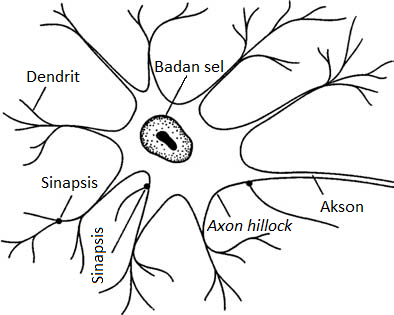 Badan sel
Dendrit
Sinapsis
Sinapsis
Axon hillock
Akson